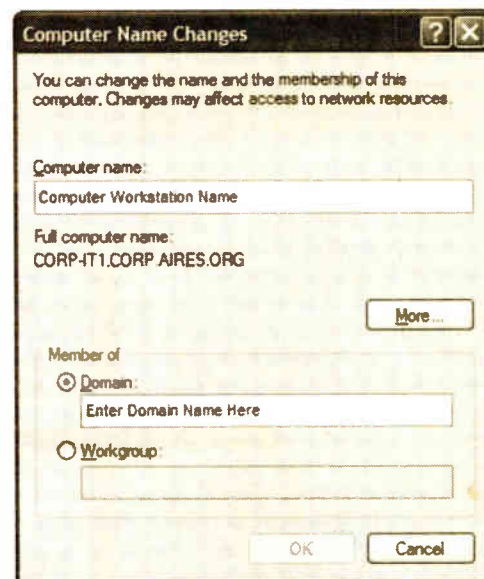 Computer Name Changes
You can change the name and the membership of this
computer. Changes may affect access to network resources.
Computer name:
Computer Workstation Name
Full computer name:
CORP-IT1.CORP.AIRES.ORG
More...
Member of
Domain:
Enter Domain Name Here
Workgroup:
OK
Cancel